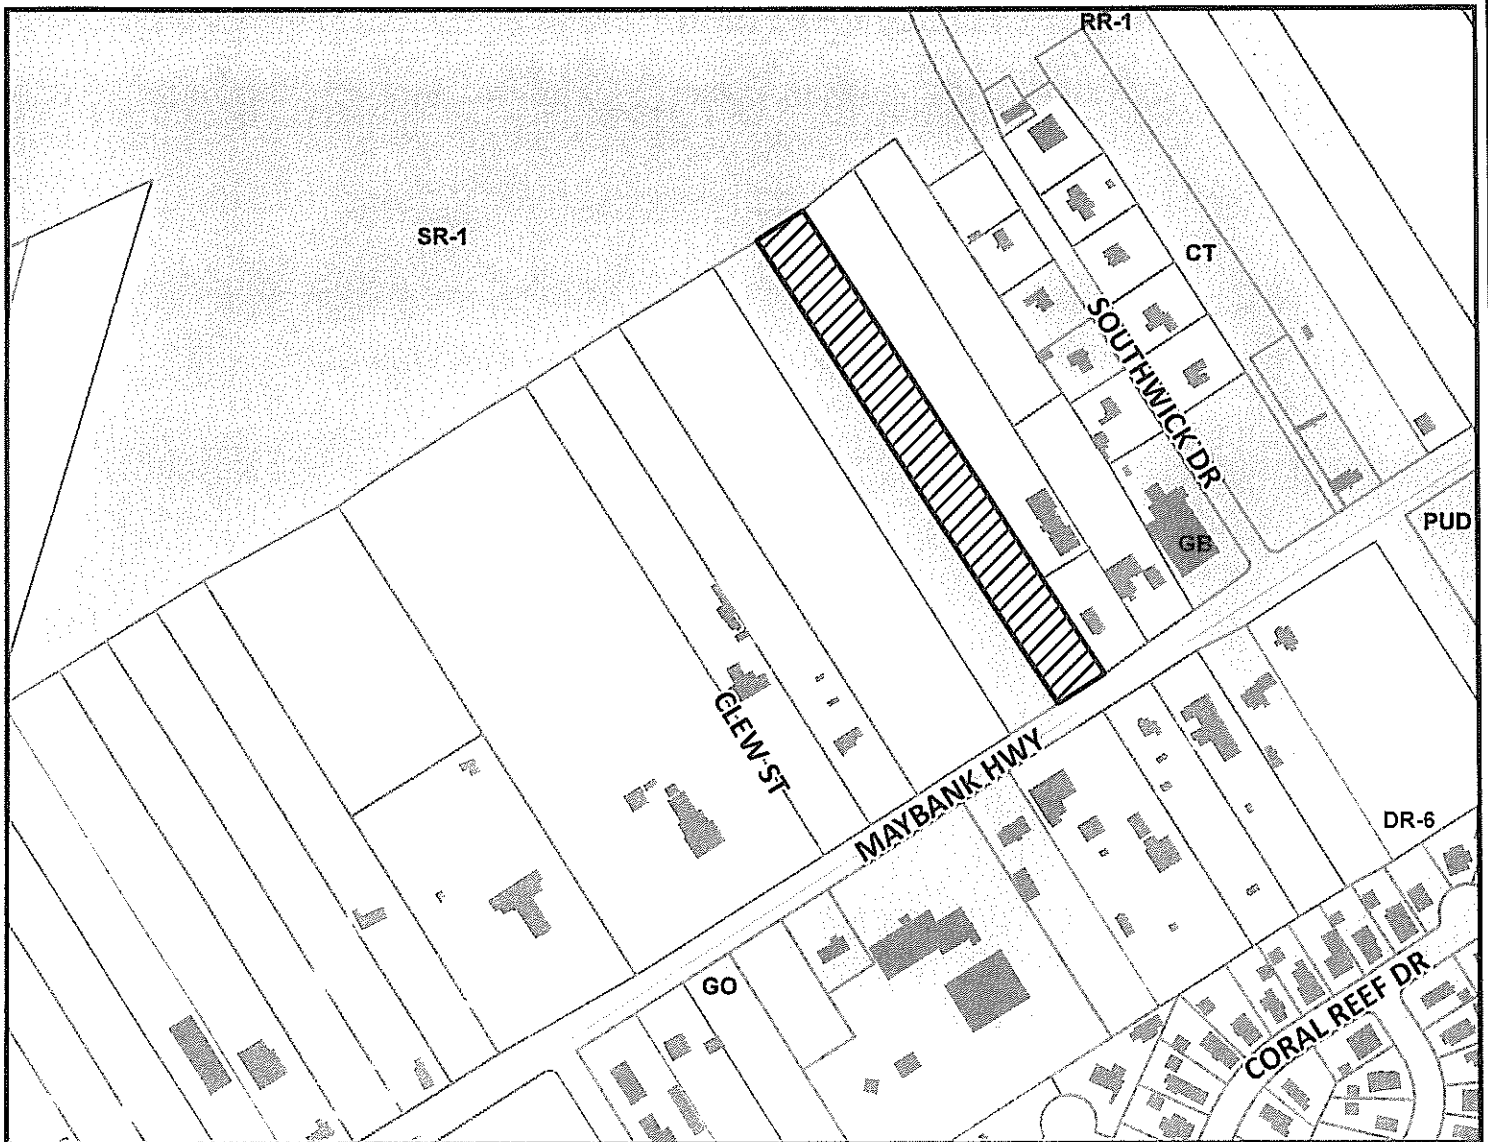 RR-1
SR-1
CT
SOUTHWICK DR
PUD
GB
CLEW ST
MAYBANK HWY
DR-6
GO
CORAL REEF DR